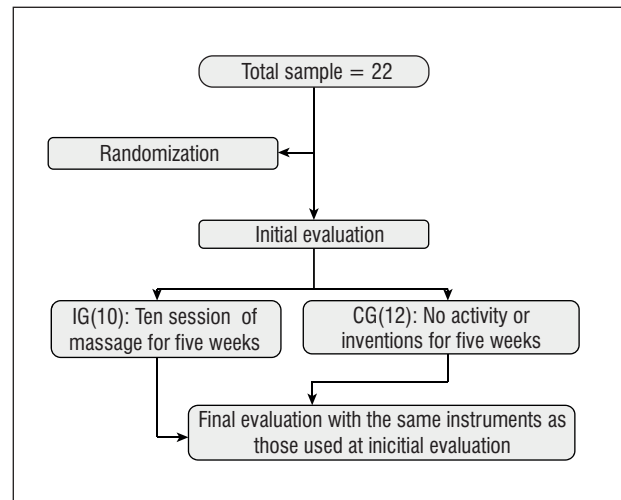 Total sample = 22
Randomization
Initial evaluation
IG(10): Ten session of
massage for five weeks
CG(12): No activity or
inventions for five weeks
Final evaluation with the same instruments as
those used at inicitial evaluation